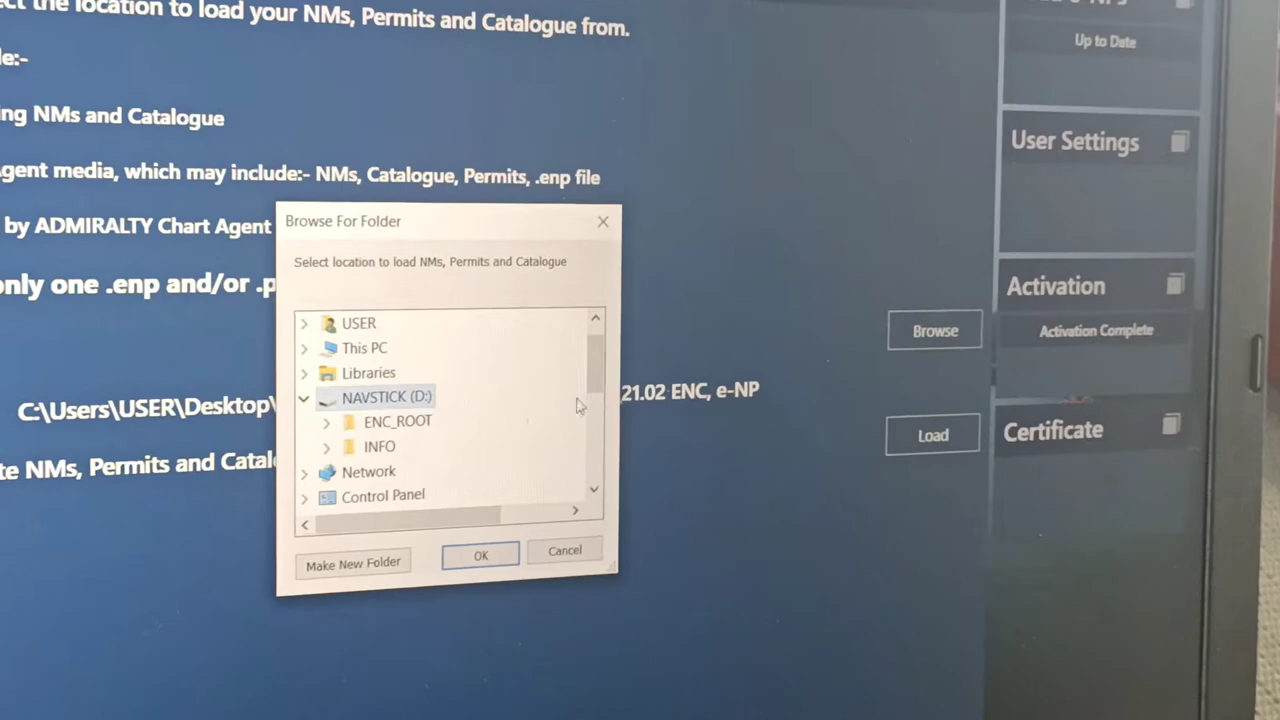 ct the location to load your NMs, Permits and Catalogue from.
le:-
ing NMs and Catalogue
gent media, which may include:- NMs, Catalogue, Permits, .enp file
by ADMIRALTY Chart Agent
only one .enp and/or .p
C:\Users\USER\Desktop\
21.02 ENC, e-NP
te NMs, Permits and Catal
Browse
Load
Browse For Folder
Select location to load NMs, Permits and Catalogue
USER
This PC
Libraries
NAVSTICK (D:)
ENC_ROOT
INFO
Network
Control Panel
Make New Folder
OK
Cancel
Up to Date
User Settings
Activation
Activation Complete
Certificate